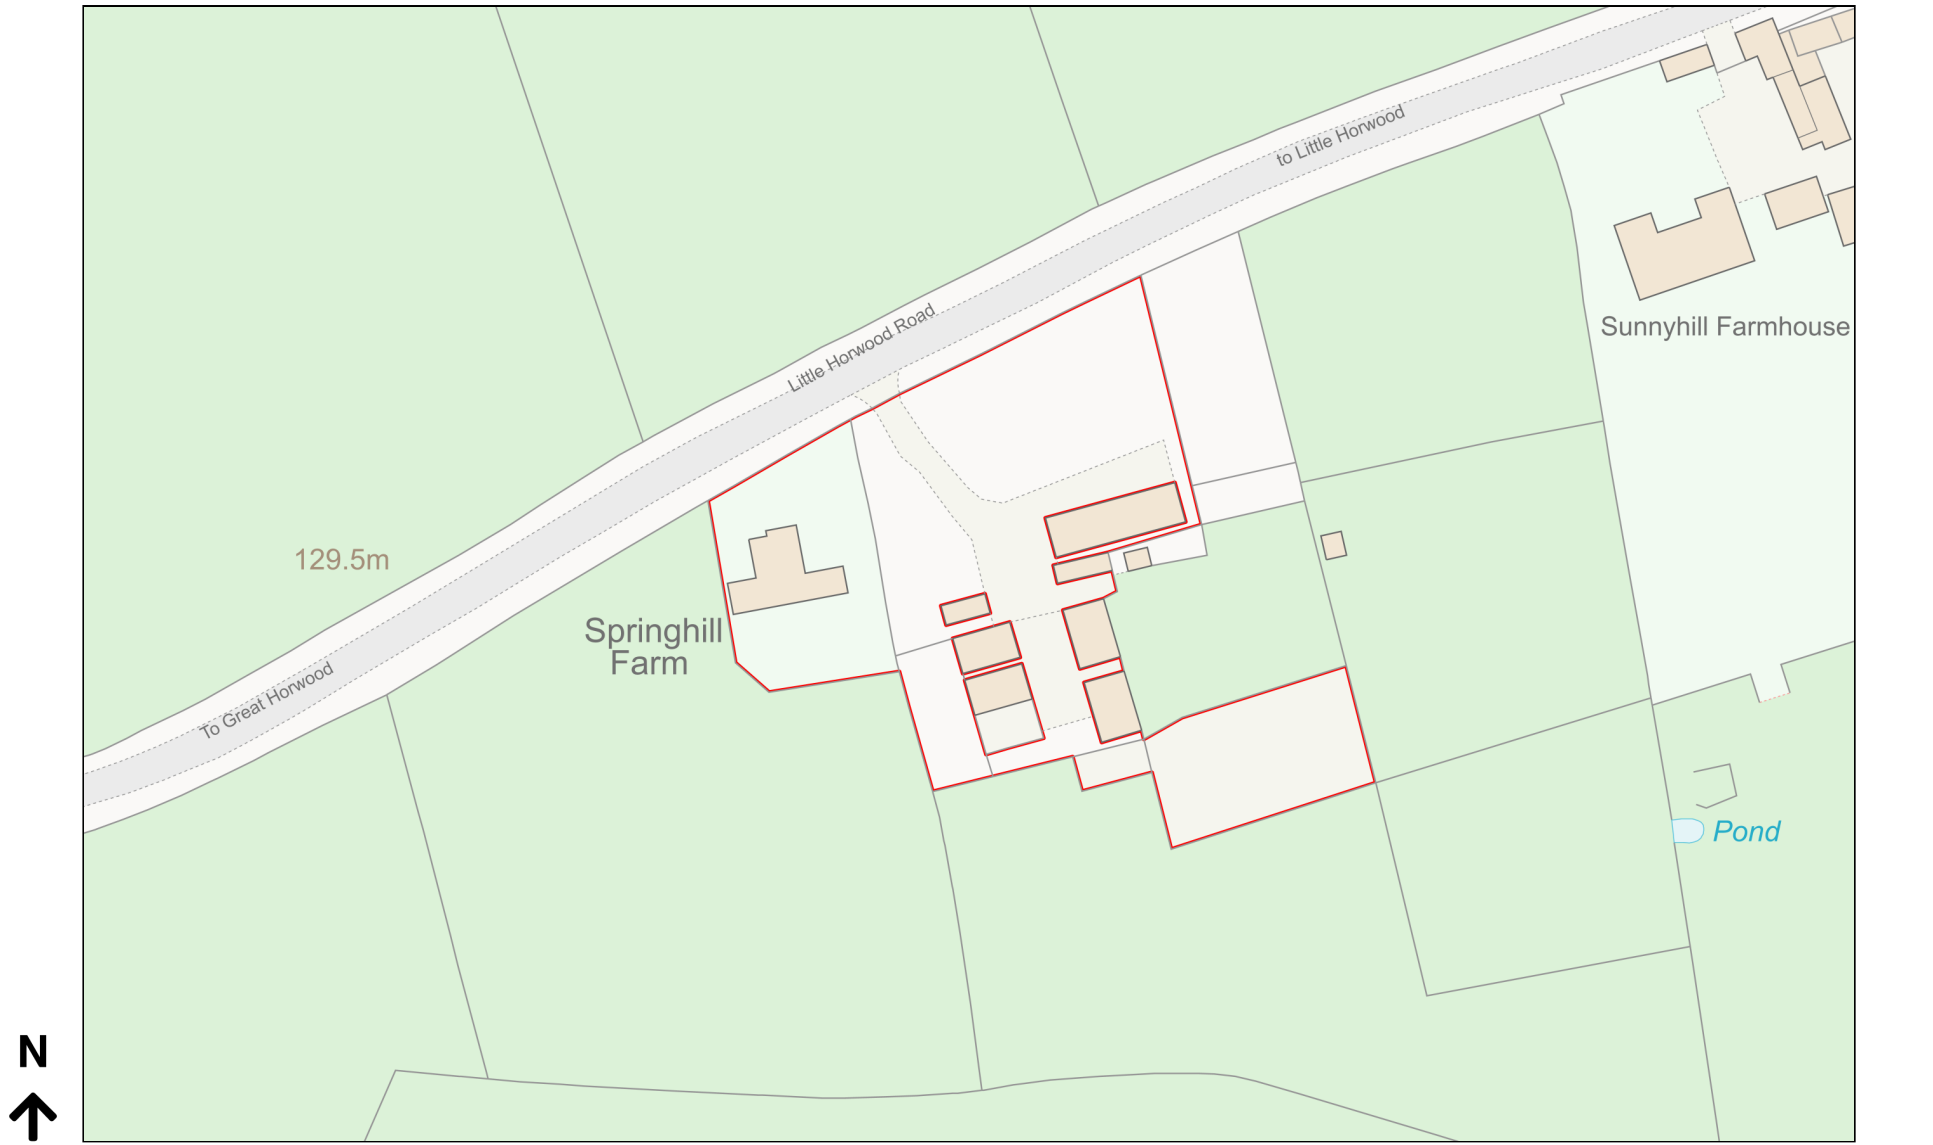 to Little Horwood
Little Horwood Road
Sunnyhill Farmhouse
129.5m
Springhill
Farm
To Great Horwood
Pond
N